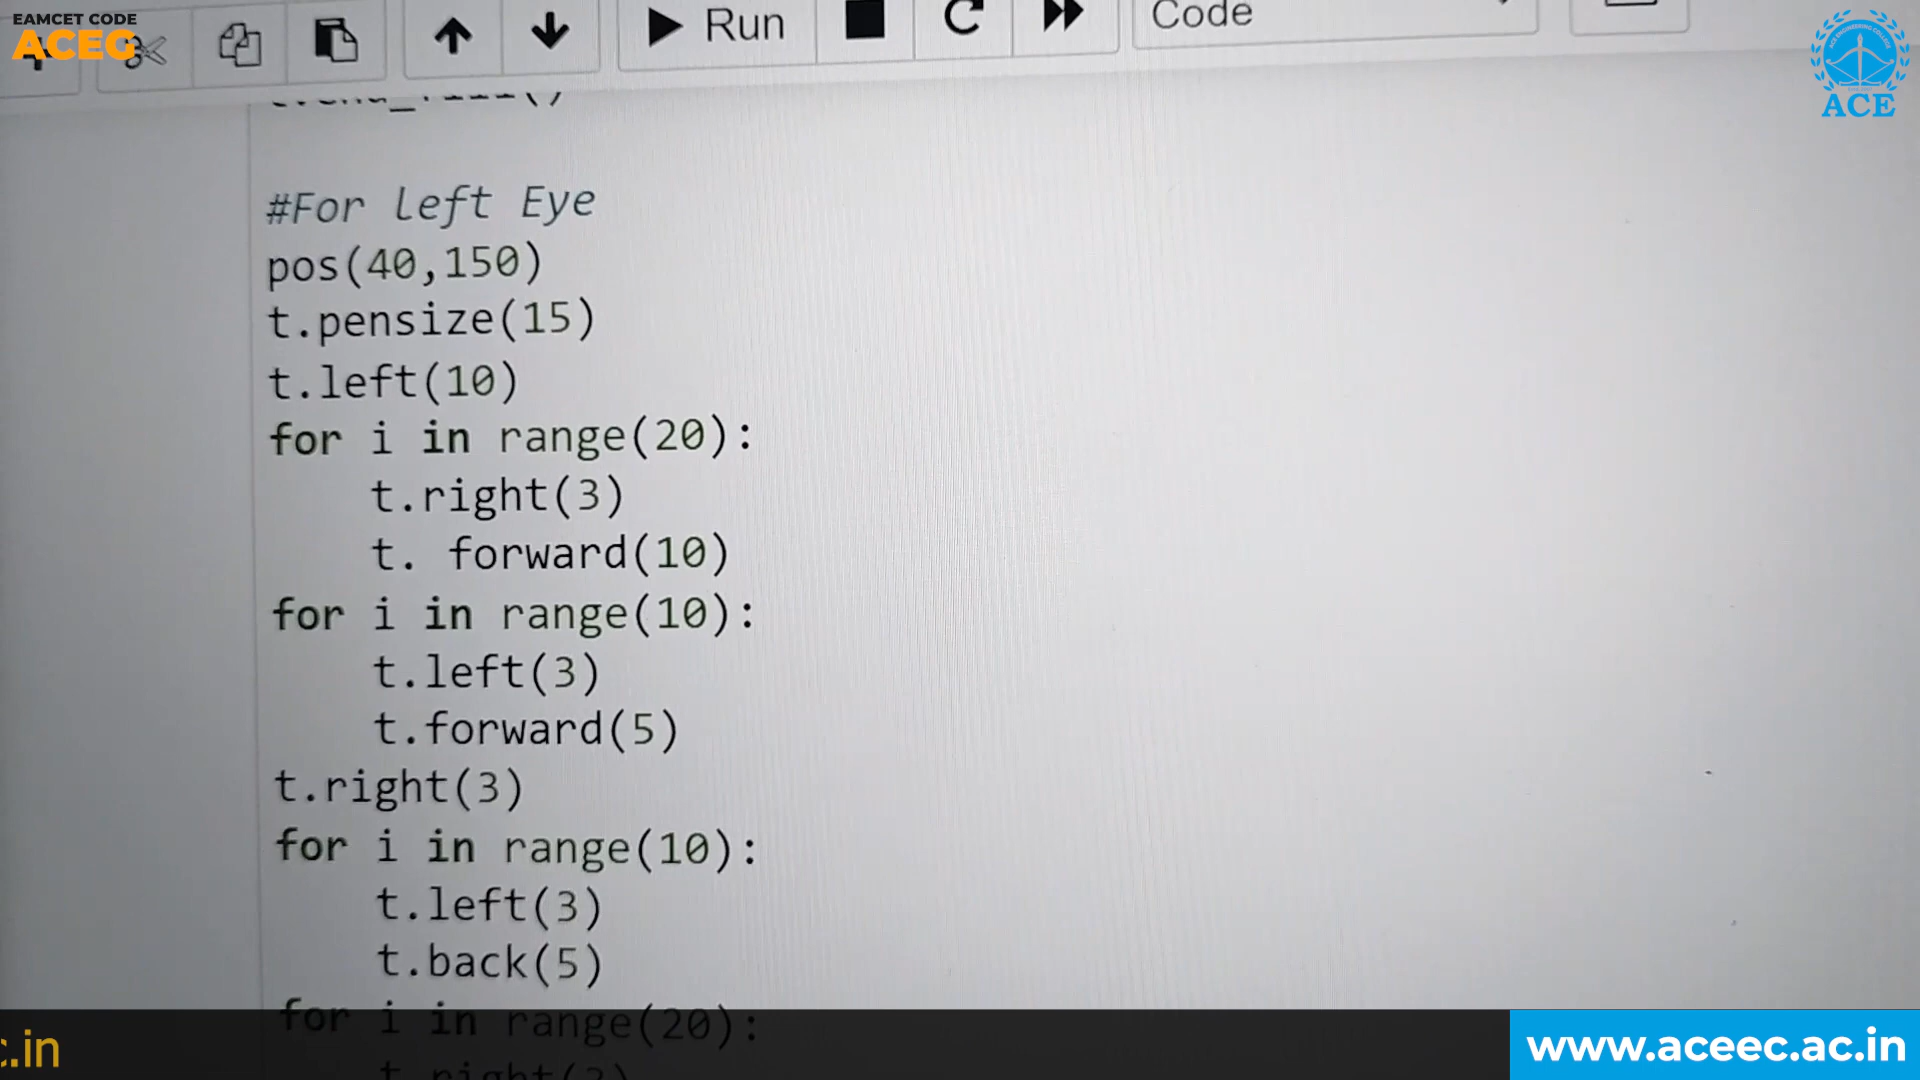 EAMCET CODE
ACEG
Run
Code
ACE
#For left Eye
pos(40,150)
t.pensize(15)
t.left(10)
for i in range(20):
    t.right(3)
    t. forward(10)
for i in range(10):
    t.left(3)
    t.forward(5)
t.right(3)
for i in range(10):
    t.left(3)
    t.back(5)
for i in range(20):
c.in
www.aceec.ac.in